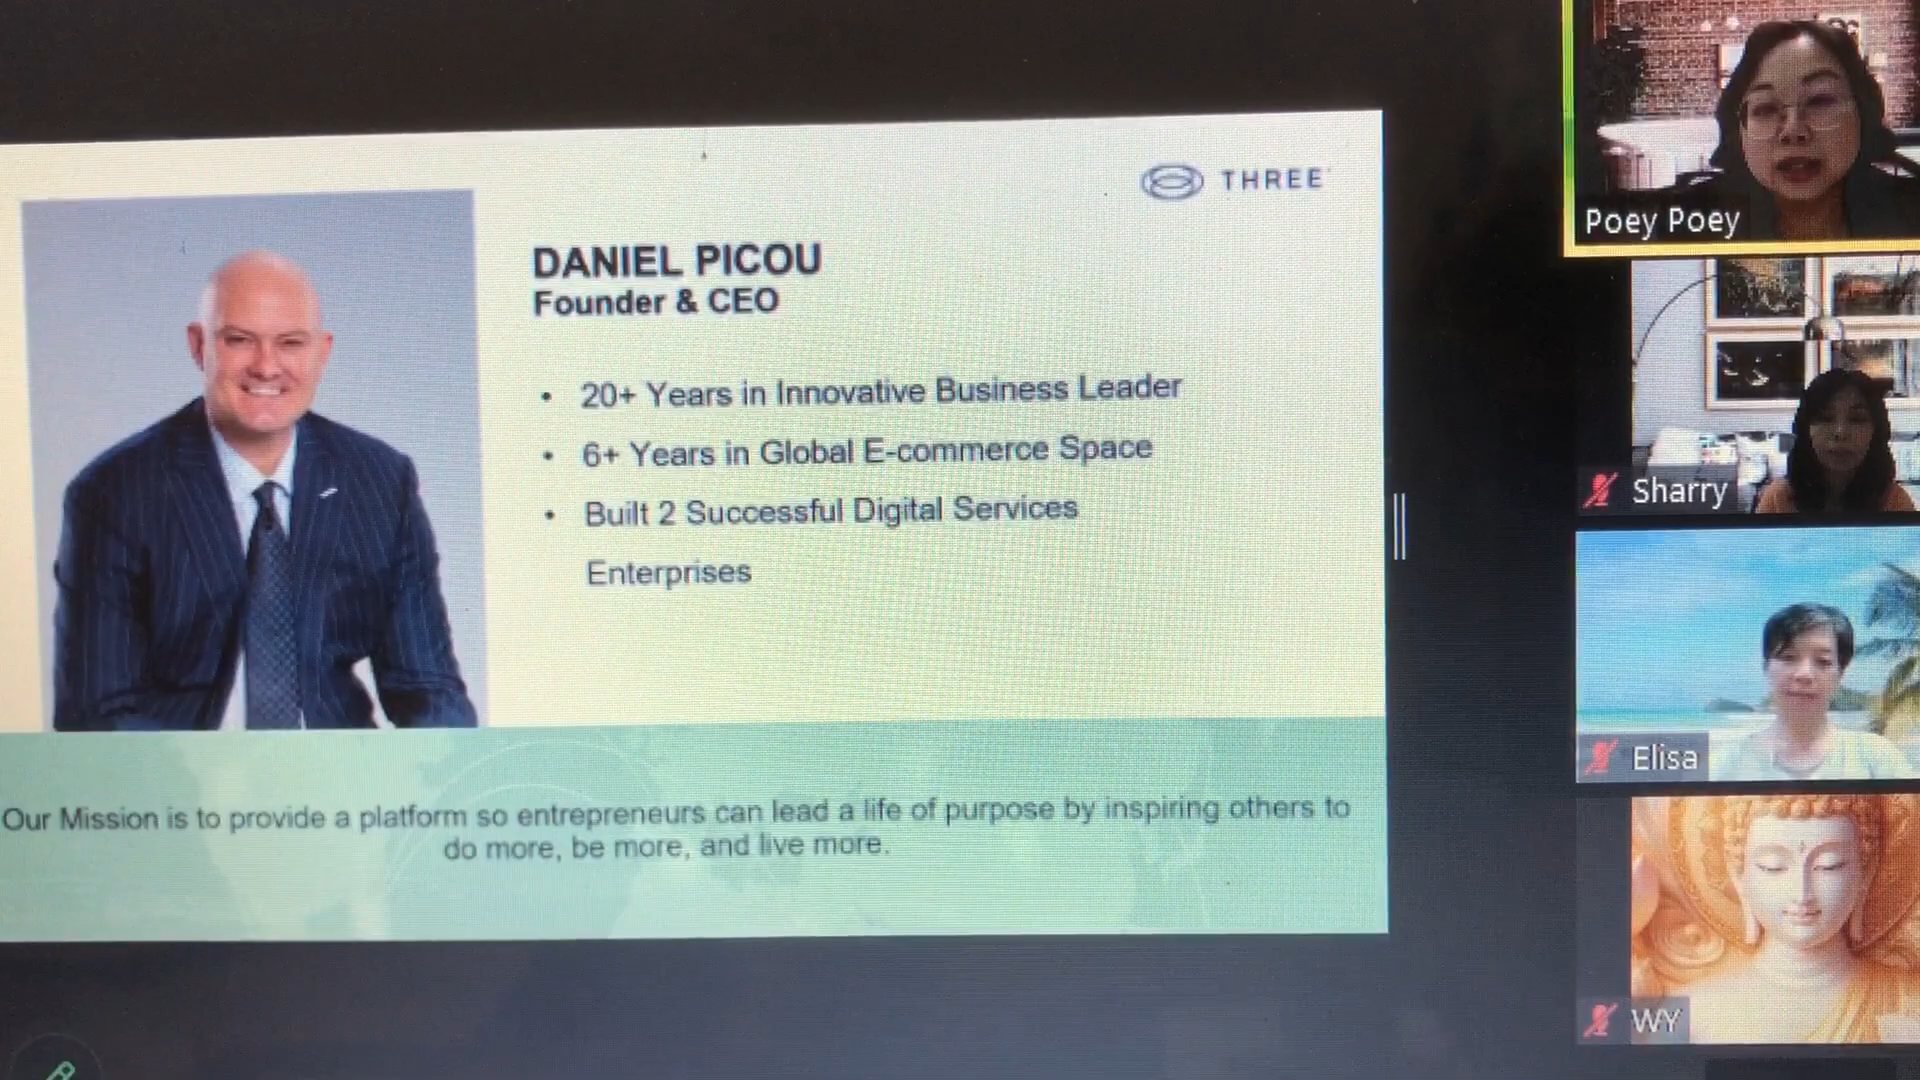 THREE
DANIEL PICOU
Founder & CEO
• 20+ Years in Innovative Business Leader
• 6+ Years in Global E-commerce Space
• Built 2 Successful Digital Services
Enterprises
Our Mission is to provide a platform so entrepreneurs can lead a life of purpose by inspiring others to
do more, be more, and live more.
Poey Poey
Sharry
Elisa
WY